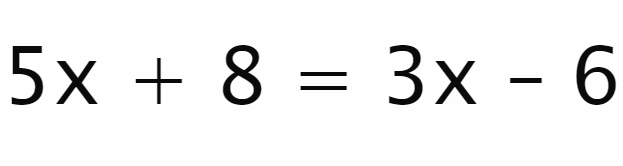 5x + 8 = 3x - 6